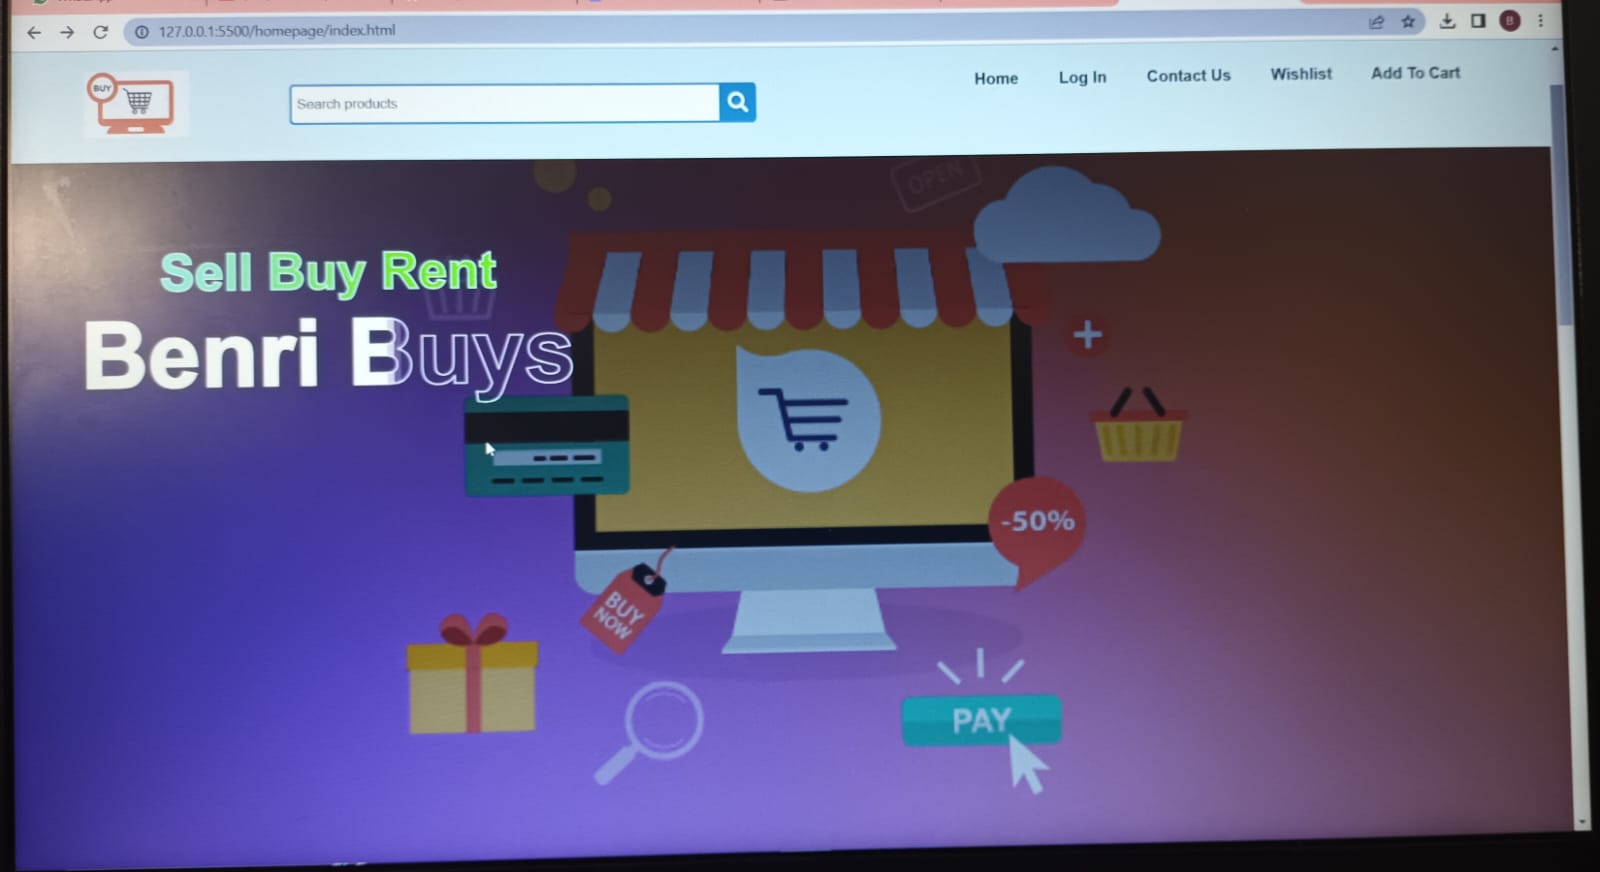 127.0.0.1:5500/homepage/index.html
BUY
Search products
Home Log In Contact Us Wishlist Add To Cart
B
OPEN
Sell Buy Rent
Benri Buys
-50%
BUY
NOW
PAY